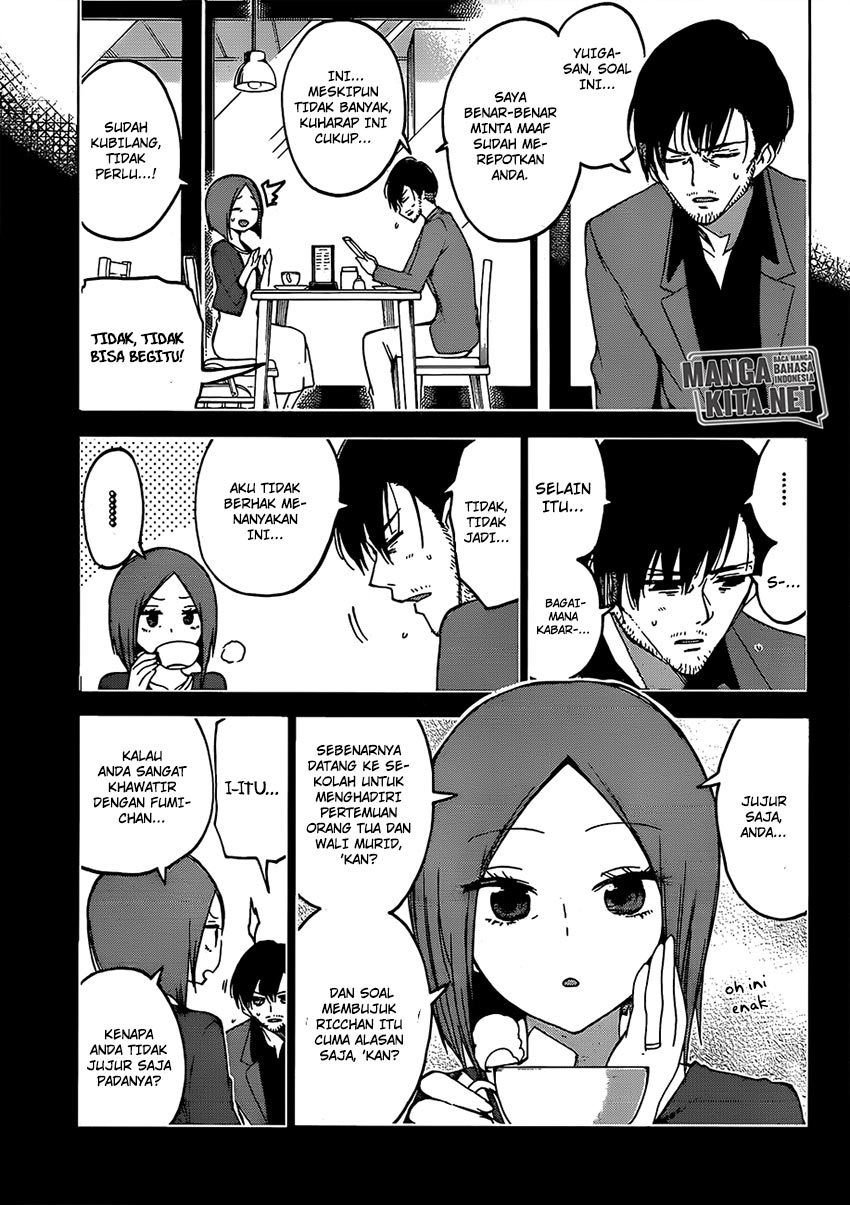 YUIGA-
SAN, SOAL
INI...
SAYA
BENAR-BENAR
MINTA MAAF
SUDAH ME-
REPOTKAN
ANDA.
INI...
MESKIPUN
TIDAK BANYAK,
KUHARAP INI
CUKUP...
SUDAH
KUBILANG,
TIDAK
PERLU...!
TIDAK, TIDAK
BISA BEGITU!
MANGA
KITA.NET
BACA MANGA
BAHASA
INDONESIA
......
S-...
SELAIN
ITU...
BAGAI-
MANA
KABAR-...
TIDAK,
TIDAK
JADI...
AKU TIDAK
BERHAK ME-
NANYAKAN
INI...
......
JUJUR
SAJA,
ANDA...
SEBENARNYA
DATANG KE SE-
KOLAH UNTUK
MENGHADIRI
PERTEMUAN
ORANG TUA DAN
WALI MURID,
'KAN?
DAN SOAL
MEMBUJUK
RICCHAN ITU
CUMA ALASAN
SAJA, 'KAN?
oh ini
enak
I-ITU...
KALAU
ANDA SANGAT
KHAWATIR
DENGAN FUMI-
CHAN...
KENAPA
ANDA TIDAK
JUJUR SAJA
PADANYA?